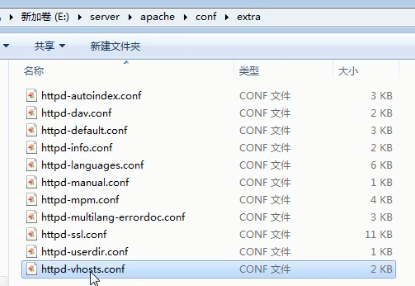 新加卷 (E:) ▸ server ▸ apache ▸ conf ▸ extra
共享 ▼ 新建文件夹
名称 类型 大小
httpd-autoindex.conf CONF 文件 3 KB
httpd-dav.conf CONF 文件 2 KB
httpd-default.conf CONF 文件 3 KB
httpd-info.conf CONF 文件 2 KB
httpd-languages.conf CONF 文件 6 KB
httpd-manual.conf CONF 文件 1 KB
httpd-mpm.conf CONF 文件 4 KB
httpd-multilang-errordoc.conf CONF 文件 3 KB
httpd-ssl.conf CONF 文件 11 KB
httpd-userdir.conf CONF 文件 1 KB
httpd-vhosts.conf CONF 文件 2 KB